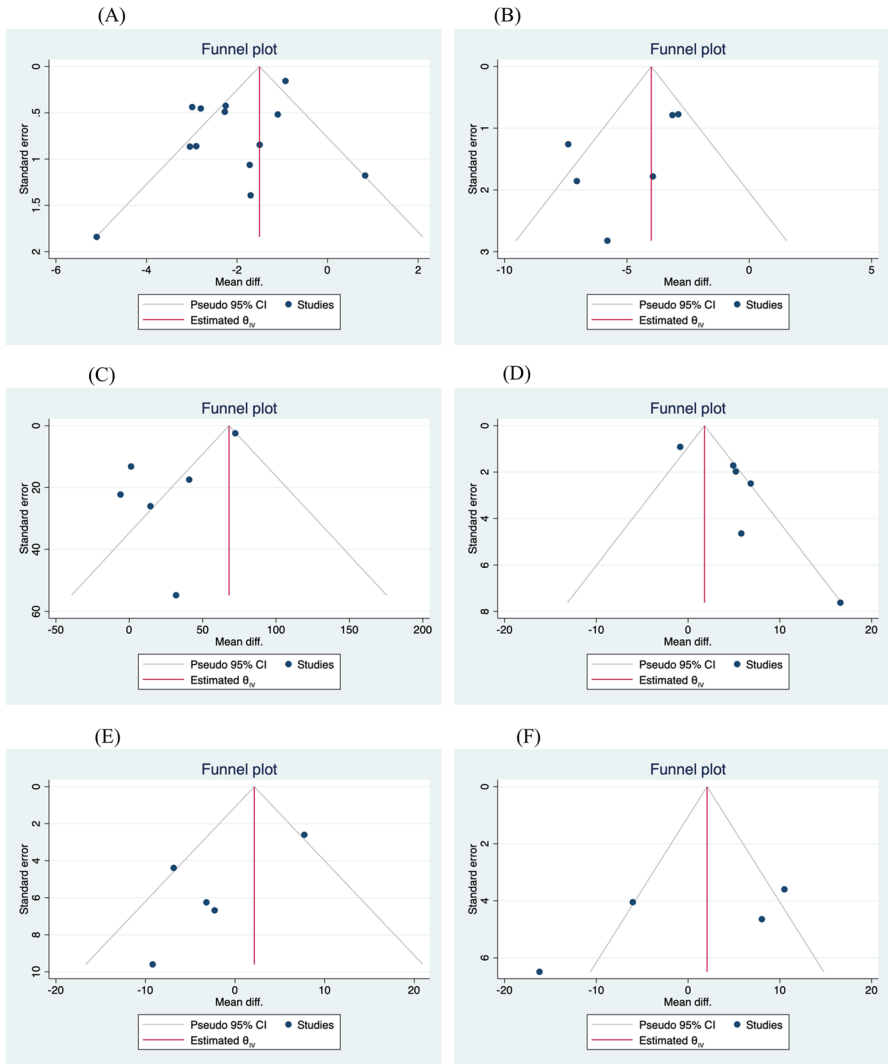 (A)
Funnel plot
Standard error
0
.5
1
1.5
2
-6
-4
-2
0
2
Mean diff.
Pseudo 95% CI
Studies
Estimated θIV
(B)
Funnel plot
Standard error
0
1
2
3
-10
-5
0
5
Mean diff.
Pseudo 95% CI
Studies
Estimated θIV
(C)
Funnel plot
Standard error
0
20
40
60
-50
0
50
100
150
200
Mean diff.
Pseudo 95% CI
Studies
Estimated θIV
(D)
Funnel plot
Standard error
0
2
4
6
8
-20
-10
0
10
20
Mean diff.
Pseudo 95% CI
Studies
Estimated θIV
(E)
Funnel plot
Standard error
0
2
4
6
8
10
-20
-10
0
10
20
Mean diff.
Pseudo 95% CI
Studies
Estimated θIV
(F)
Funnel plot
Standard error
0
2
4
6
-20
-10
0
10
20
Mean diff.
Pseudo 95% CI
Studies
Estimated θIV